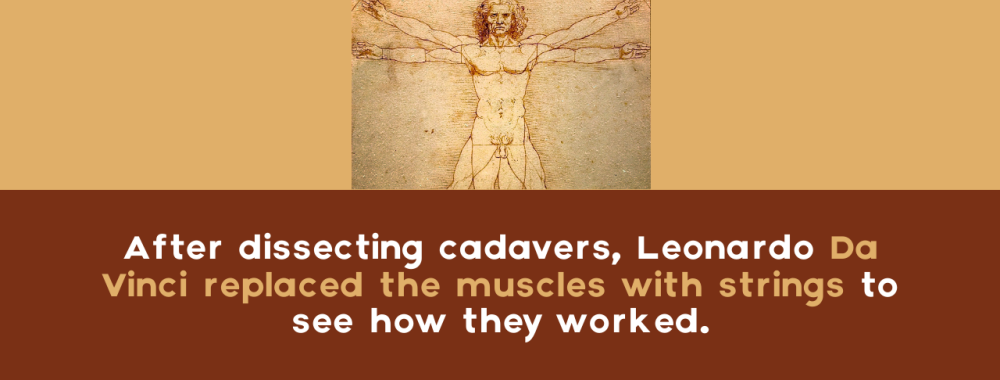 After dissecting cadavers, Leonardo Da
Vinci replaced the muscles with strings to
see how they worked.